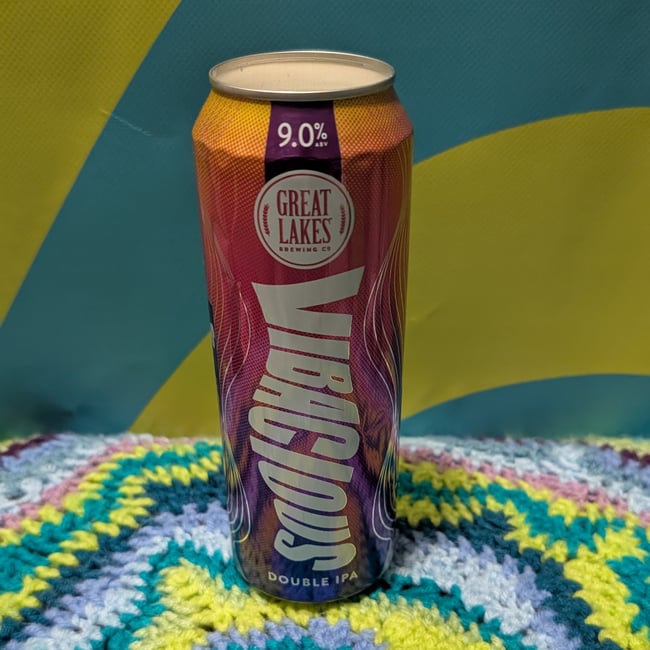 9.0%
ABV
GREAT
LAKES
BREWING CO
VIBACIOUS
DOUBLE IPA